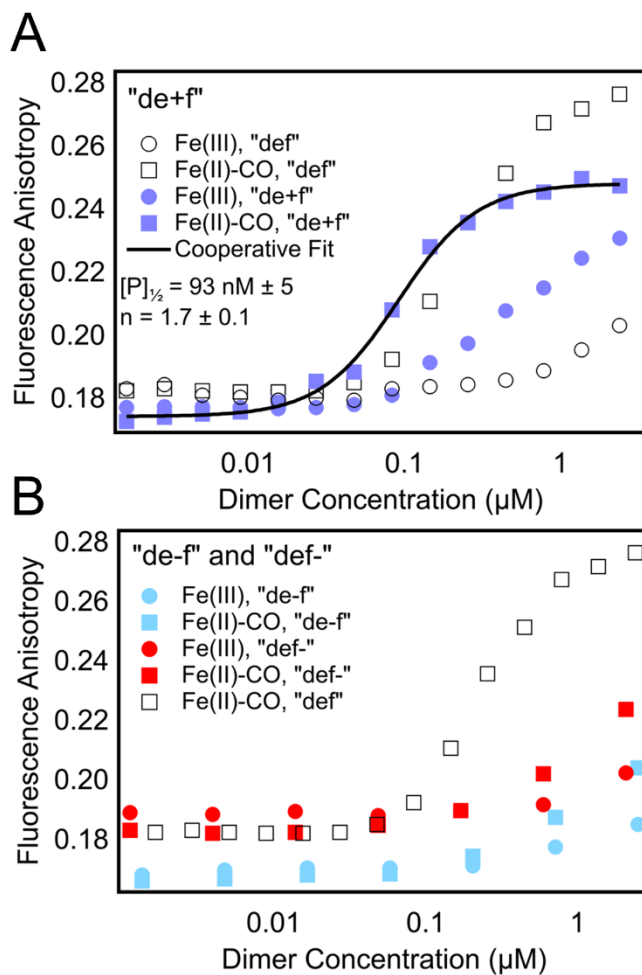 A
"de+f"
Fe(III), "def"
Fe(II)-CO, "def"
Fe(III), "de+f"
Fe(II)-CO, "de+f"
Cooperative Fit
[P]½ = 93 nM ± 5
n = 1.7 ± 0.1
0.28
0.26
0.24
0.22
0.20
0.18
Fluorescence Anisotropy
0.01 0.1 1
Dimer Concentration (µM)
B
"de-f" and "def-"
Fe(III), "de-f"
Fe(II)-CO, "de-f"
Fe(III), "def-"
Fe(II)-CO, "def-"
Fe(II)-CO, "def"
0.28
0.26
0.24
0.22
0.20
0.18
Fluorescence Anisotropy
0.01 0.1 1
Dimer Concentration (µM)